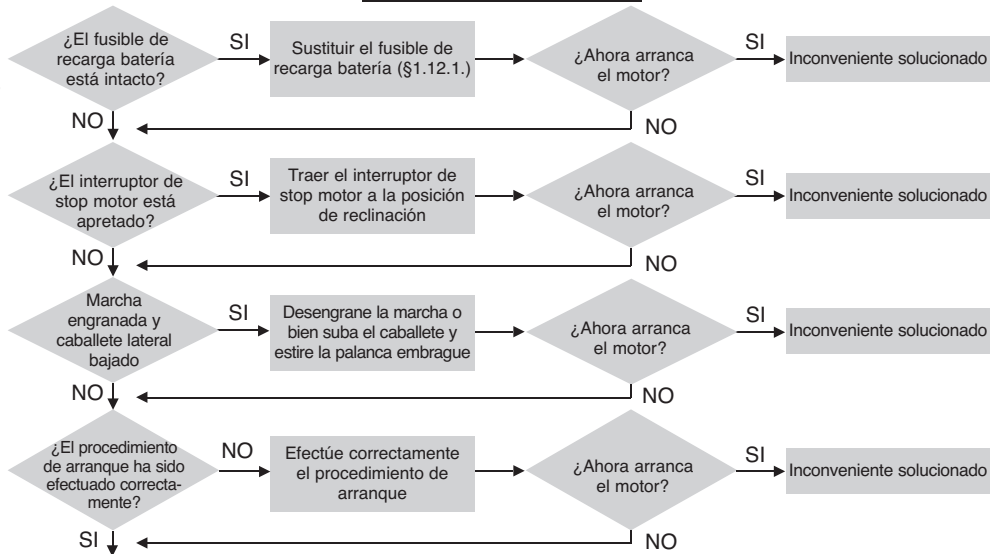 ¿El fusible de
recarga batería
está intacto?
SI
Sustituir el fusible de
recarga batería (§1.12.1.)
¿Ahora arranca
el motor?
SI
Inconveniente solucionado
NO
NO
¿El interruptor de
stop motor está
apretado?
SI
Traer el interruptor de
stop motor a la posición
de reclinación
¿Ahora arranca
el motor?
SI
Inconveniente solucionado
NO
NO
Marcha
engranada y
caballete lateral
bajado
SI
Desengrane la marcha o
bien suba el caballete y
estire la palanca embrague
¿Ahora arranca
el motor?
SI
Inconveniente solucionado
NO
NO
¿El procedimiento
de arranque ha sido
efectuado correcta-
mente?
NO
Efectúe correctamente
el procedimiento de
arranque
¿Ahora arranca
el motor?
SI
Inconveniente solucionado
SI
NO